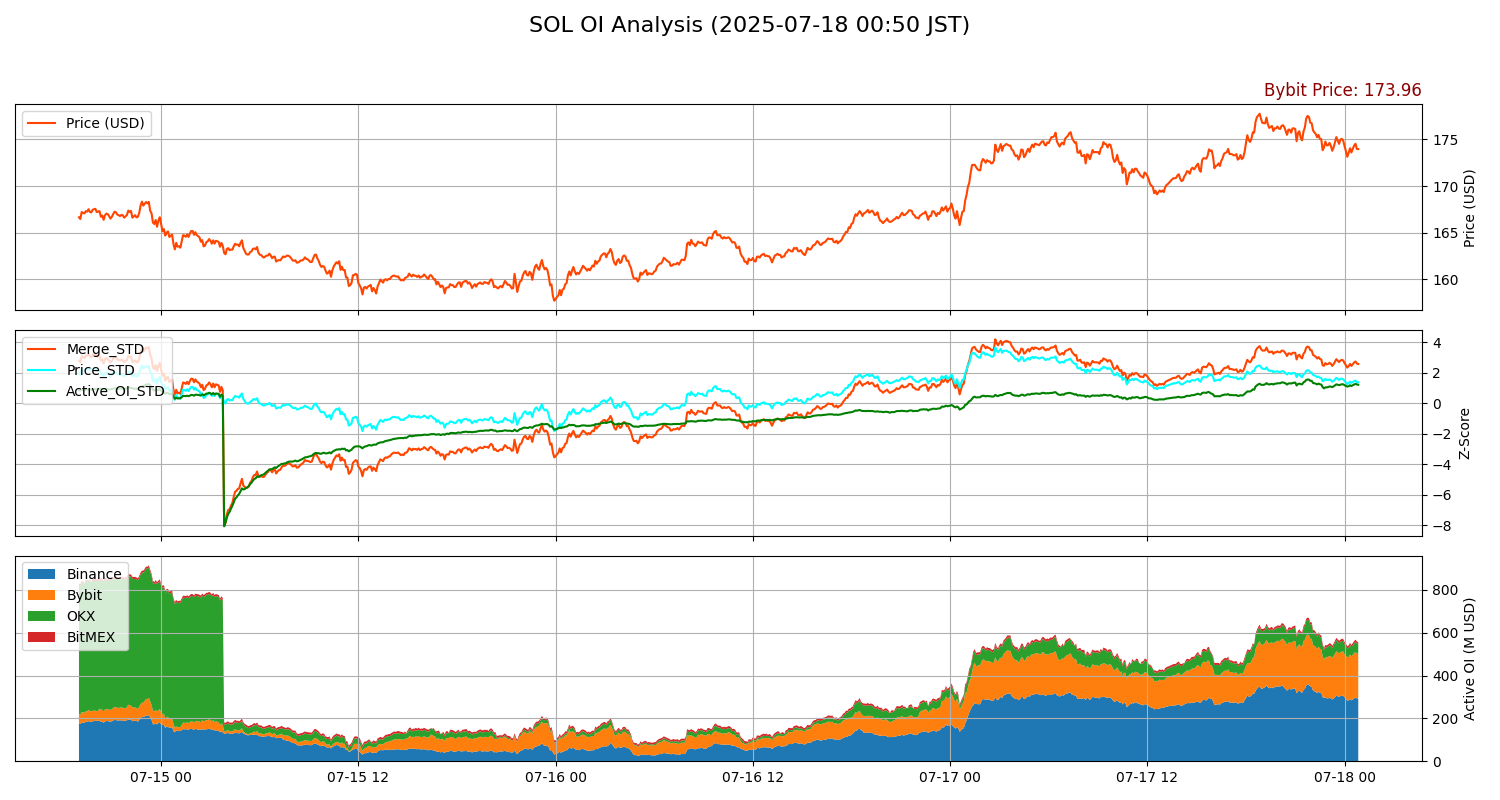 SOL OI Analysis (2025-07-18 00:50 JST)
Bybit Price: 173.96
Price (USD)
175
170
165
160
Price (USD)
Merge_STD
Price_STD
Active_OI_STD
4
2
0
−2
−4
−6
−8
Z-Score
Binance
Bybit
OKX
BitMEX
800
600
400
200
0
Active OI (M USD)
07-15 00
07-15 12
07-16 00
07-16 12
07-17 00
07-17 12
07-18 00